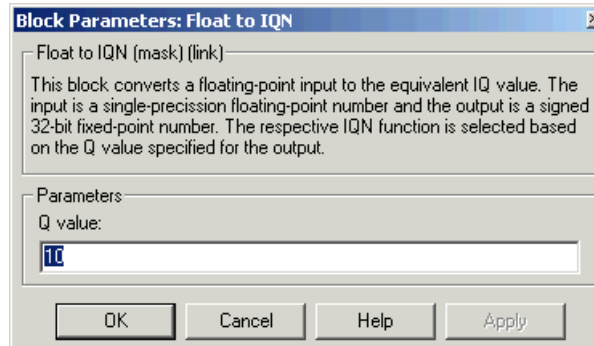 Block Parameters: Float to IQN
Float to IQN (mask) (link)
This block converts a floating-point input to the equivalent IQ value. The
input is a single-precission floating-point number and the output is a signed
32-bit fixed-point number. The respective IQN function is selected based
on the Q value specified for the output.
Parameters
Q value:
10
OK Cancel Help Apply